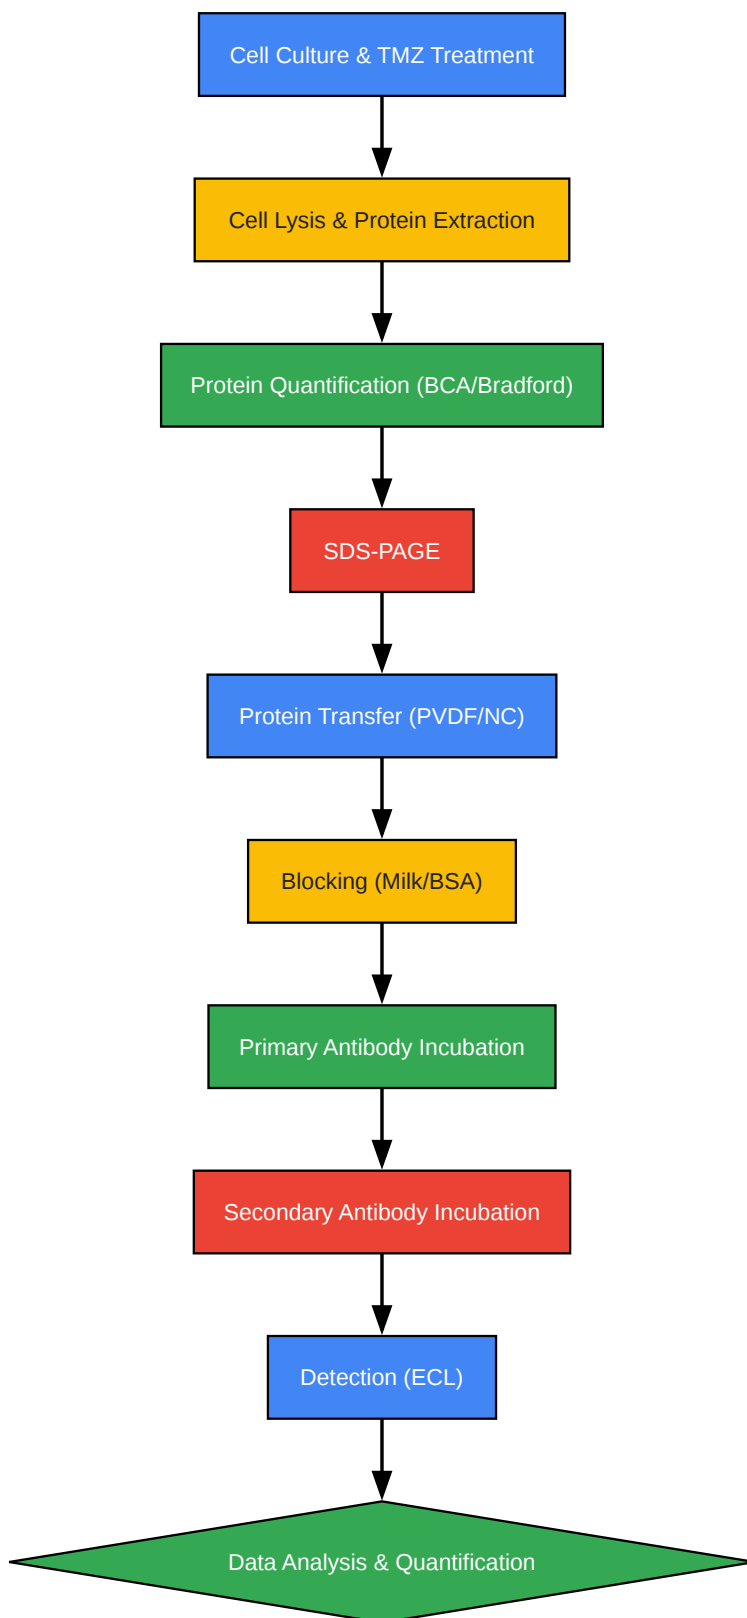 Cell Culture & TMZ Treatment
Cell Lysis & Protein Extraction
Protein Quantification (BCA/Bradford)
SDS-PAGE
Protein Transfer (PVDF/NC)
Blocking (Milk/BSA)
Primary Antibody Incubation
Secondary Antibody Incubation
Detection (ECL)
Data Analysis & Quantification